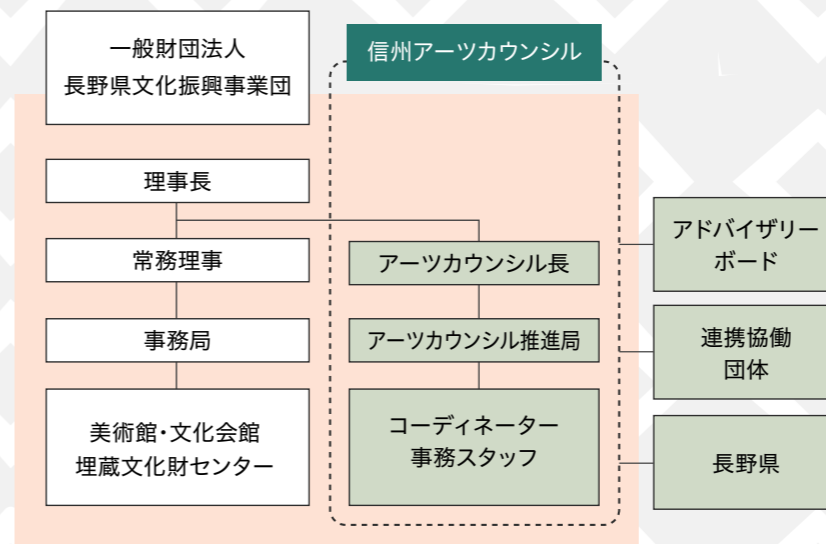 一般財団法人
長野県文化振興事業団
信州アーツカウンシル
理事長
常務理事
事務局
美術館・文化会館
埋蔵文化財センター
アーツカウンシル長
アーツカウンシル推進局
コーディネーター
事務スタッフ
アドバイザリー
ボード
連携協働
団体
長野県